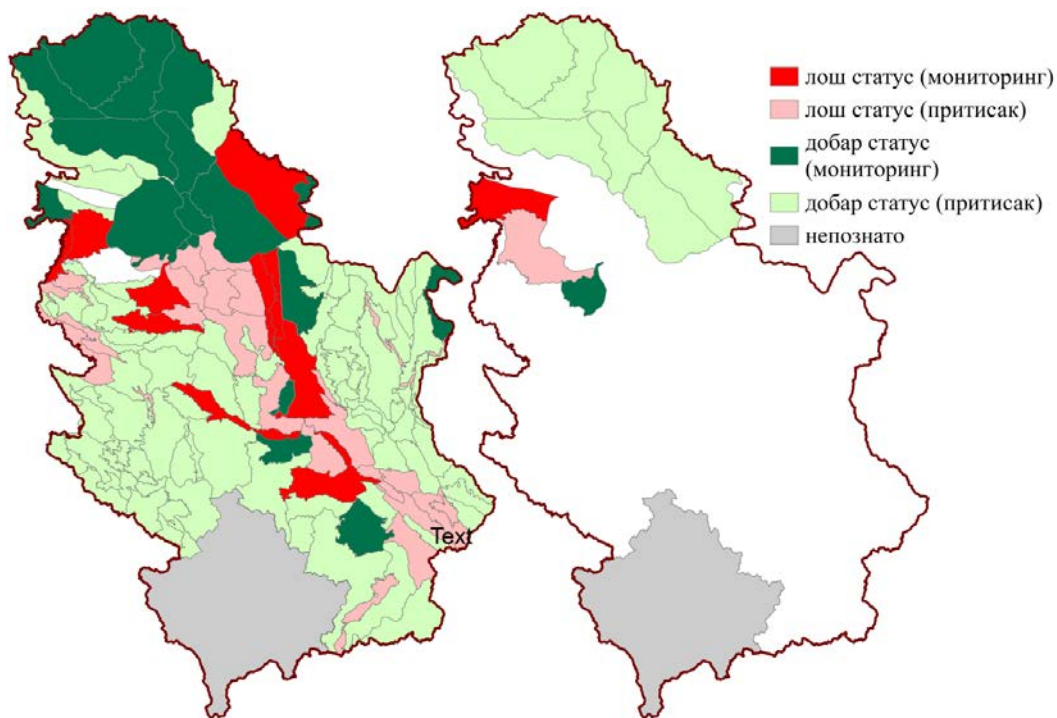 лош статус (мониторинг)
лош статус (притисак)
добар статус
(мониторинг)
добар статус (притисак)
непознато
Text